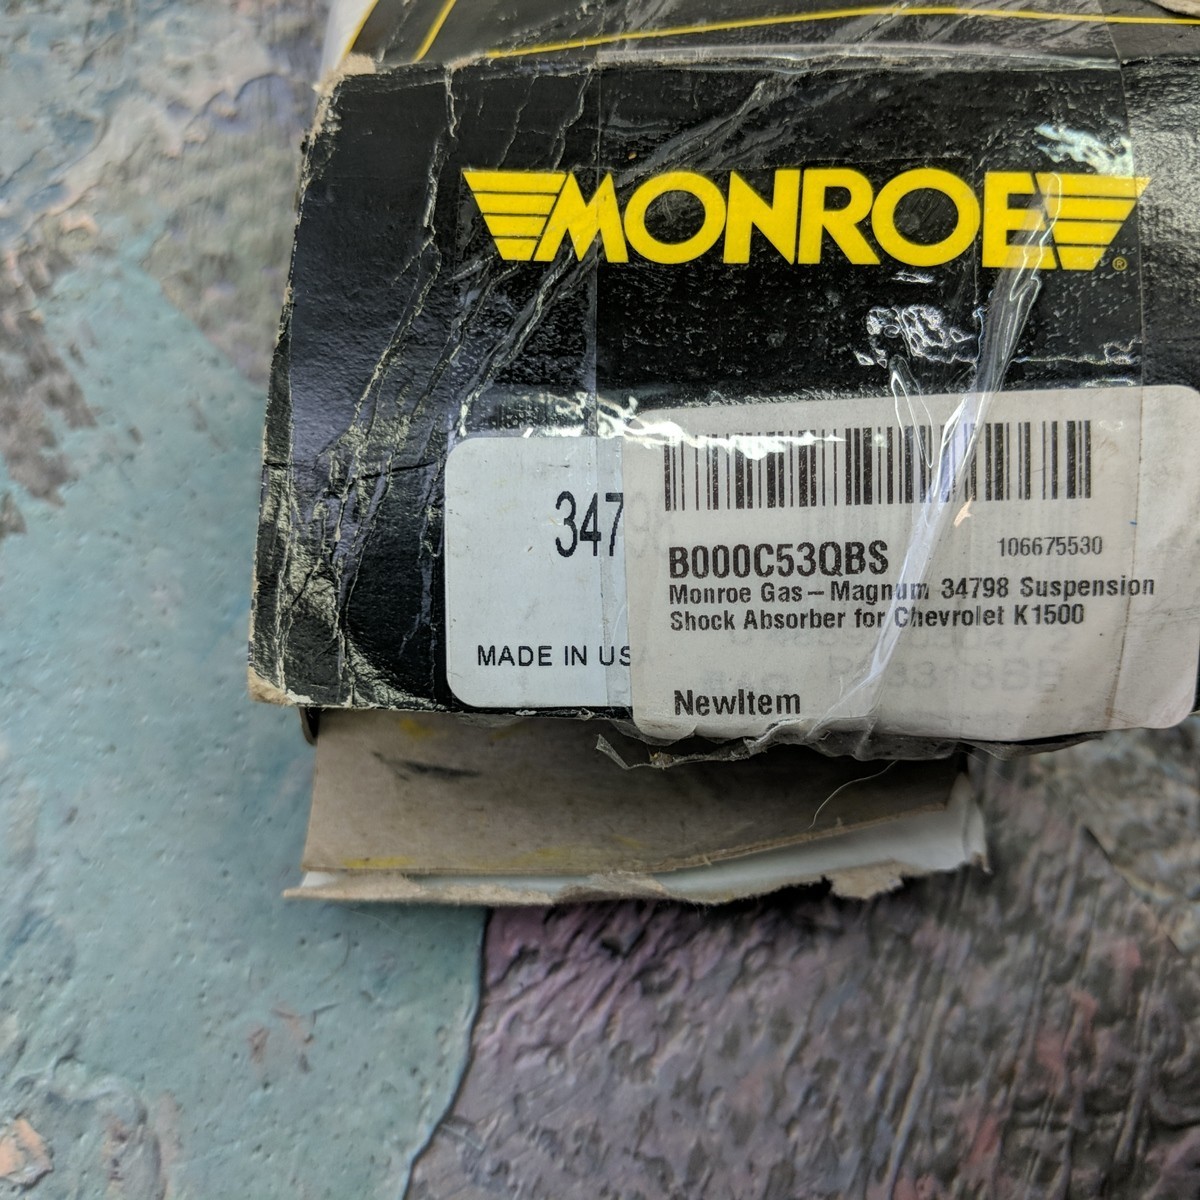 MONROE
347
MADE IN US
B000C53QBS
106675530
Monroe Gas–Magnum 34798 Suspension
Shock Absorber for Chevrolet K1500
NewItem